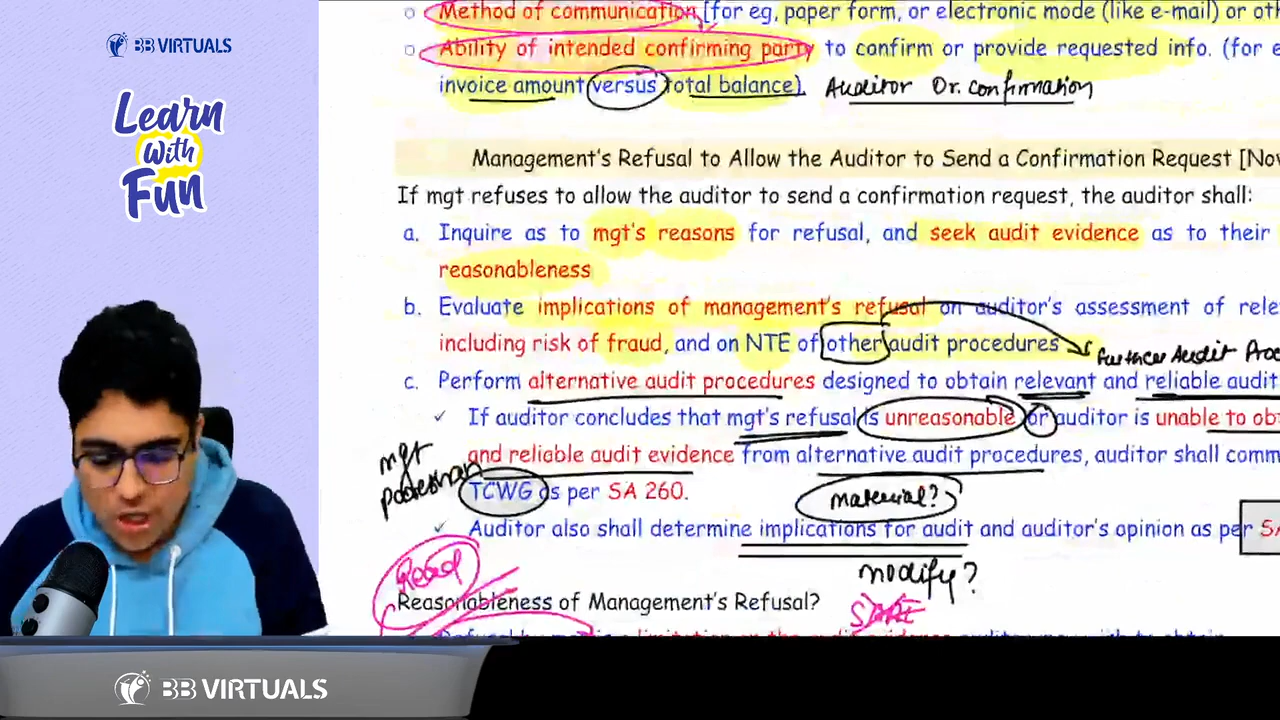 BB VIRTUALS
Learn
With
Fun
Method of communication [for eg, paper form, or electronic mode (like e-mail) or
Ability of intended confirming party to confirm or provide requested info. (for
invoice amount versus total balance). Auditor Dr. confirmation
Management's Refusal to Allow the Auditor to Send a Confirmation Request
If mgt refuses to allow the auditor to send a confirmation request, the auditor shall:
a. Inquire as to mgt's reasons for refusal, and seek audit evidence as to their
reasonableness
b. Evaluate implications of management's refusal on auditor's assessment of
including risk of fraud, and on NTE of other audit procedures
Further Audit
c. Perform alternative audit procedures designed to obtain relevant and reliable audit
✓ If auditor concludes that mgt's refusal is unreasonable or auditor is unable to
and reliable audit evidence from alternative audit procedures, auditor shall
mgt
TCWG as per SA 260. material?
✓ Auditor also shall determine implications for audit and auditor's opinion as per
modify?
Read
Reasonableness of Management's Refusal?
BB VIRTUALS